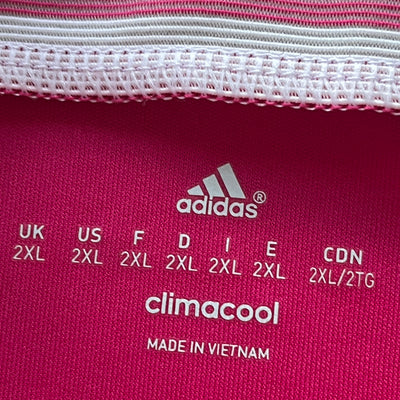 adidas®
UK US F D I E CDN
2XL 2XL 2XL 2XL 2XL 2XL 2XL/2TG
climacool
MADE IN VIETNAM